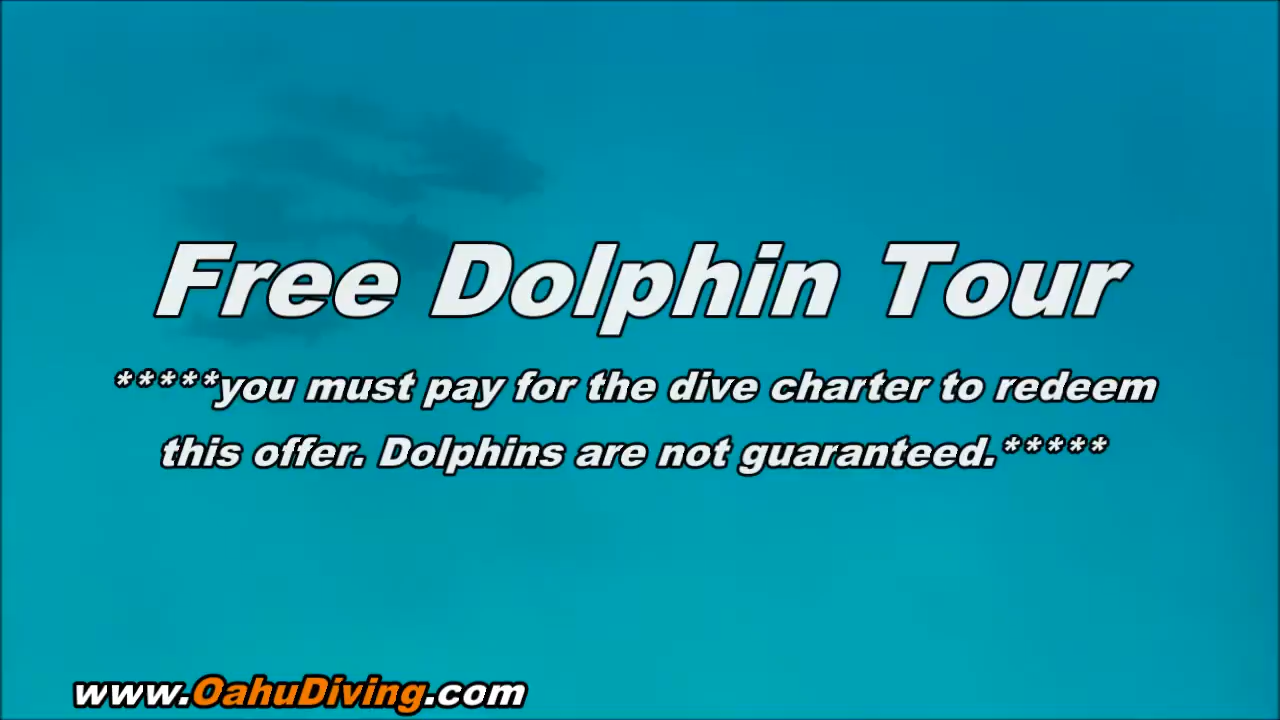 Free Dolphin Tour
*****you must pay for the dive charter to redeem
this offer. Dolphins are not guaranteed.*****
www.OahuDiving.com